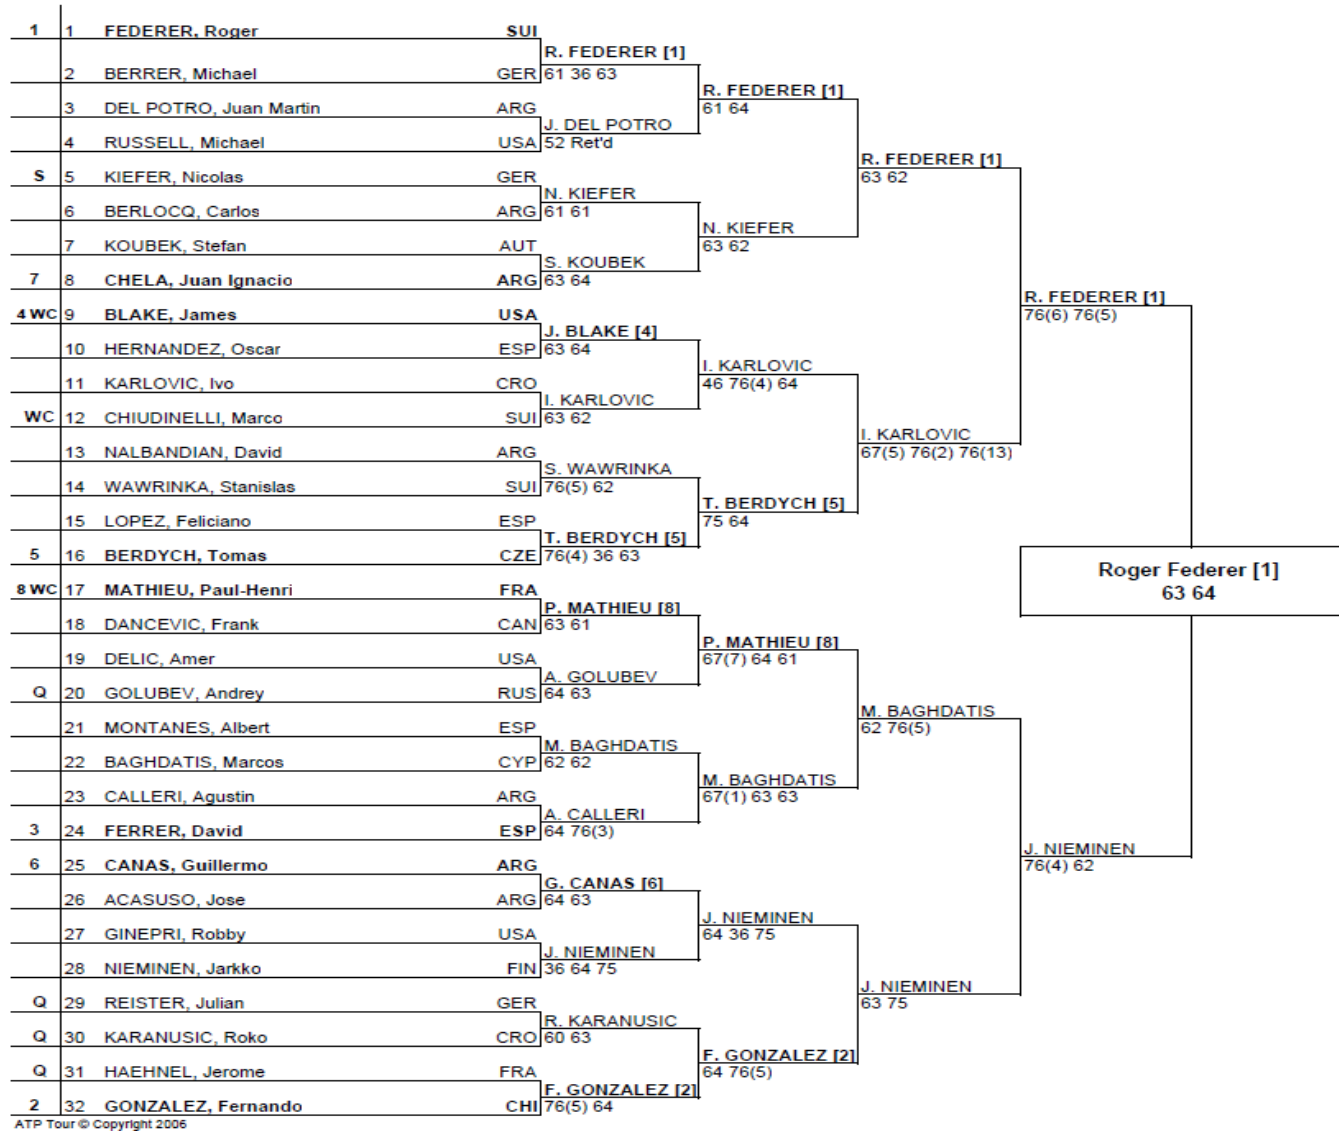 1 1 FEDERER, Roger SUI
R. FEDERER [1]
2 BERRER, Michael GER 61 36 63
R. FEDERER [1]
3 DEL POTRO, Juan Martin ARG 61 64
J. DEL POTRO
4 RUSSELL, Michael USA 52 Ret'd
R. FEDERER [1]
S 5 KIEFER, Nicolas GER 63 62
N. KIEFER
6 BERLOCQ, Carlos ARG 61 61
N. KIEFER
7 KOUBEK, Stefan AUT 63 62
S. KOUBEK
7 8 CHELA, Juan Ignacio ARG 63 64
R. FEDERER [1]
4 WC 9 BLAKE, James USA 76(6) 76(5)
J. BLAKE [4]
10 HERNANDEZ, Oscar ESP 63 64
I. KARLOVIC
11 KARLOVIC, Ivo CRO 46 76(4) 64
I. KARLOVIC
WC 12 CHIUDINELLI, Marco SUI 63 62
I. KARLOVIC
13 NALBANDIAN, David ARG 67(5) 76(2) 76(13)
S. WAWRINKA
14 WAWRINKA, Stanislas SUI 76(5) 62
T. BERDYCH [5]
15 LOPEZ, Feliciano ESP 75 64
T. BERDYCH [5]
5 16 BERDYCH, Tomas CZE 76(4) 36 63
Roger Federer [1]
63 64
8 WC 17 MATHIEU, Paul-Henri FRA
P. MATHIEU [8]
18 DANCEVIC, Frank CAN 63 61
P. MATHIEU [8]
19 DELIC, Amer USA 67(7) 64 61
A. GOLUBEV
Q 20 GOLUBEV, Andrey RUS 64 63
M. BAGHDATIS
21 MONTANES, Albert ESP 62 76(5)
M. BAGHDATIS
22 BAGHDATIS, Marcos CYP 62 62
M. BAGHDATIS
23 CALLERI, Agustin ARG 67(1) 63 63
A. CALLERI
3 24 FERRER, David ESP 64 76(3)
J. NIEMINEN
6 25 CANAS, Guillermo ARG 76(4) 62
G. CANAS [6]
26 ACASUSO, Jose ARG 64 63
J. NIEMINEN
27 GINEPRI, Robby USA 64 36 75
J. NIEMINEN
28 NIEMINEN, Jarkko FIN 36 64 75
J. NIEMINEN
Q 29 REISTER, Julian GER 63 75
R. KARANUSIC
Q 30 KARANUSIC, Roko CRO 60 63
F. GONZALEZ [2]
Q 31 HAEHNEL, Jerome FRA 64 76(5)
F. GONZALEZ [2]
2 32 GONZALEZ, Fernando CHI 76(5) 64
ATP Tour © Copyright 2006